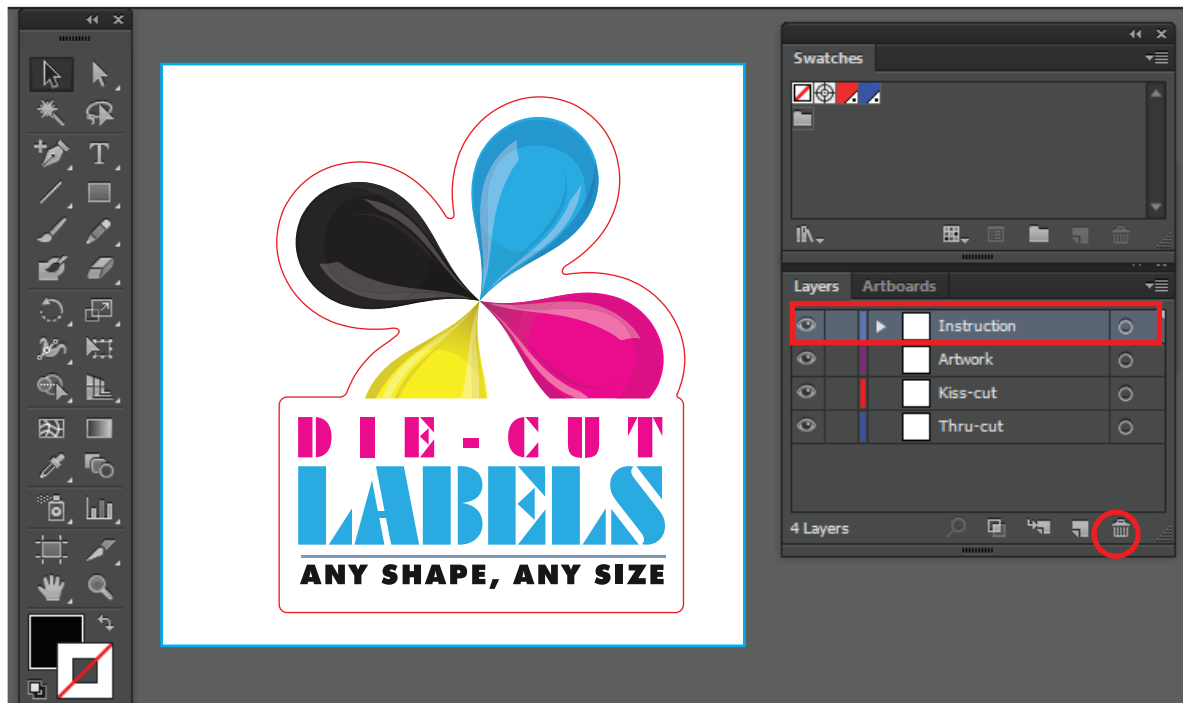 Swatches
Layers Artboards
Instruction
Artwork
Kiss-cut
Thru-cut
4 Layers
DIE-CUT
LABELS
ANY SHAPE, ANY SIZE